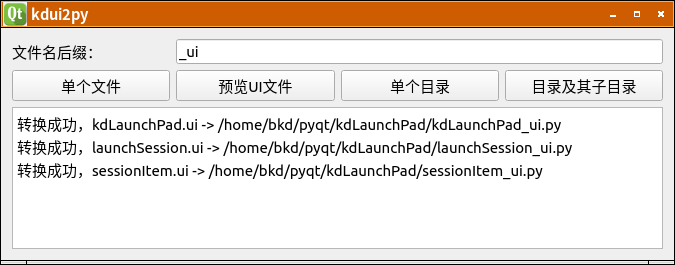 Qt kdui2py
文件名后缀： _ui
单个文件 预览UI文件 单个目录 目录及其子目录
转换成功，kdLaunchPad.ui -> /home/bkd/pyqt/kdLaunchPad/kdLaunchPad_ui.py
转换成功，launchSession.ui -> /home/bkd/pyqt/kdLaunchPad/launchSession_ui.py
转换成功，sessionItem.ui -> /home/bkd/pyqt/kdLaunchPad/sessionItem_ui.py